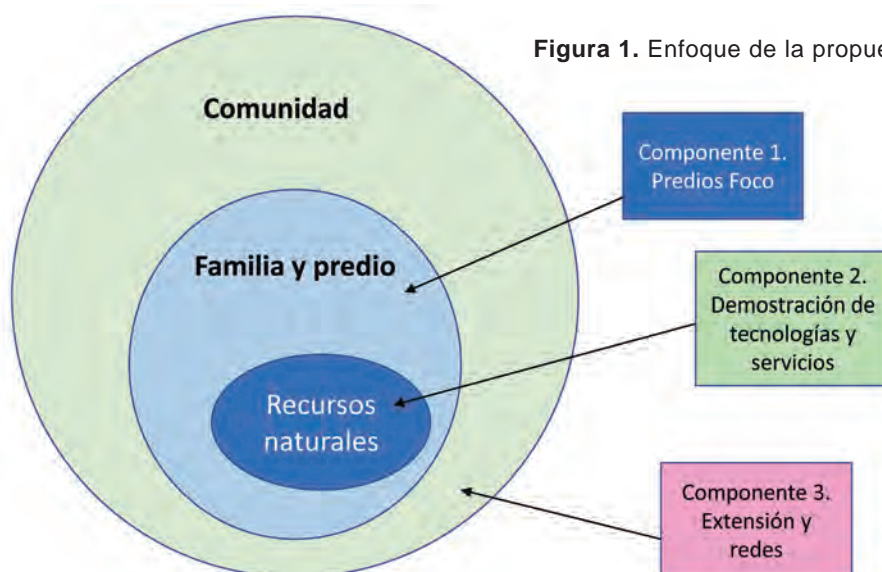 Figura 1. Enfoque de la
Comunidad
Componente 1.
Predios Foco
Familia y predio
Componente 2.
Demostración de
tecnologías y
servicios
Recursos
naturales
Componente 3.
Extensión y
redes